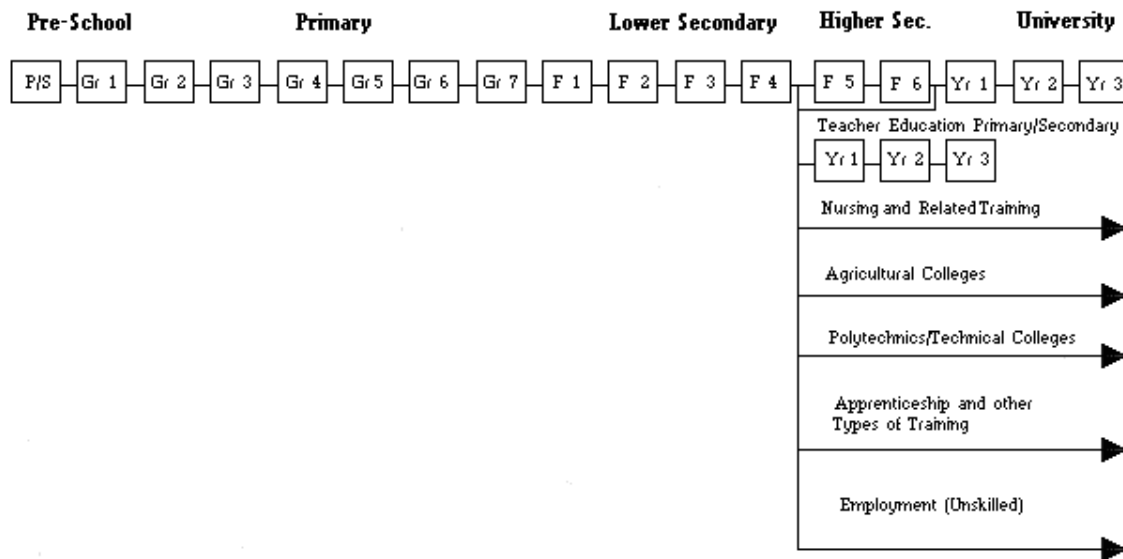 Pre-School Primary Lower Secondary Higher Sec. University
P/S Gr 1 Gr 2 Gr 3 Gr 4 Gr 5 Gr 6 Gr 7 F 1 F 2 F 3 F 4 F 5 F 6 Yr 1 Yr 2 Yr 3
Teacher Education Primary/Secondary
Yr 1 Yr 2 Yr 3
Nursing and Related Training
Agricultural Colleges
Polytechnics/Technical Colleges
Apprenticeship and other
Types of Training
Employment (Unskilled)